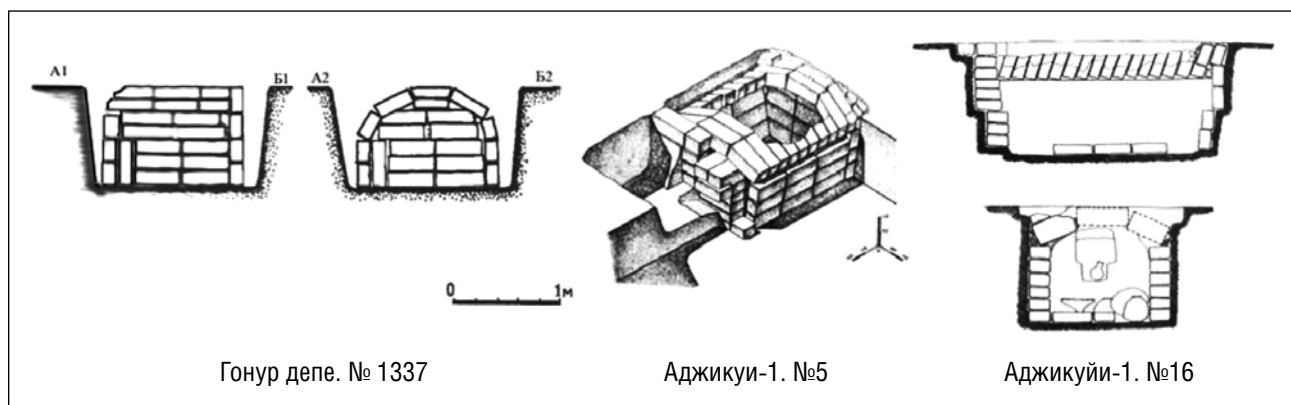 А1 Б1 А2 Б2
0 1м
Гонур депе. № 1337
Аджикуи-1. №5
Аджикуйи-1. №16